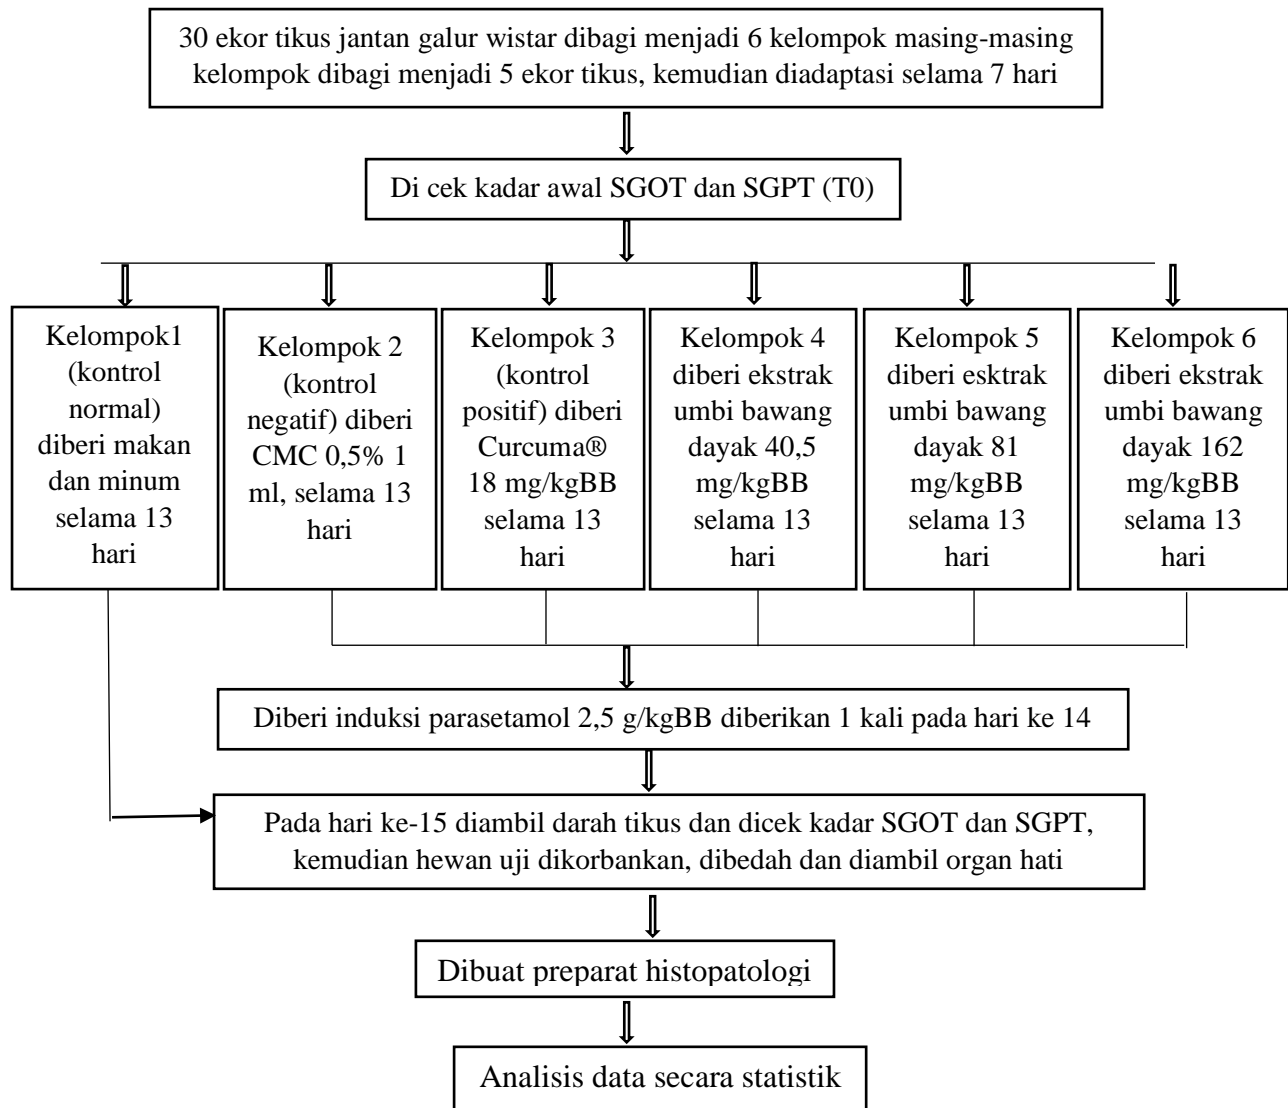 30 ekor tikus jantan galur wistar dibagi menjadi 6 kelompok masing-masing
kelompok dibagi menjadi 5 ekor tikus, kemudian diadaptasi selama 7 hari
Di cek kadar awal SGOT dan SGPT (T0)
Kelompok1
(kontrol
normal)
diberi makan
dan minum
selama 13
hari
Kelompok 2
(kontrol
negatif) diberi
CMC 0,5% 1
ml, selama 13
hari
Kelompok 3
(kontrol
positif) diberi
Curcuma®
18 mg/kgBB
selama 13
hari
Kelompok 4
diberi ekstrak
umbi bawang
dayak 40,5
mg/kgBB
selama 13
hari
Kelompok 5
diberi esktrak
umbi bawang
dayak 81
mg/kgBB
selama 13
hari
Kelompok 6
diberi ekstrak
umbi bawang
dayak 162
mg/kgBB
selama 13
hari
Diberi induksi parasetamol 2,5 g/kgBB diberikan 1 kali pada hari ke 14
Pada hari ke-15 diambil darah tikus dan dicek kadar SGOT dan SGPT,
kemudian hewan uji dikorbankan, dibedah dan diambil organ hati
Dibuat preparat histopatologi
Analisis data secara statistik